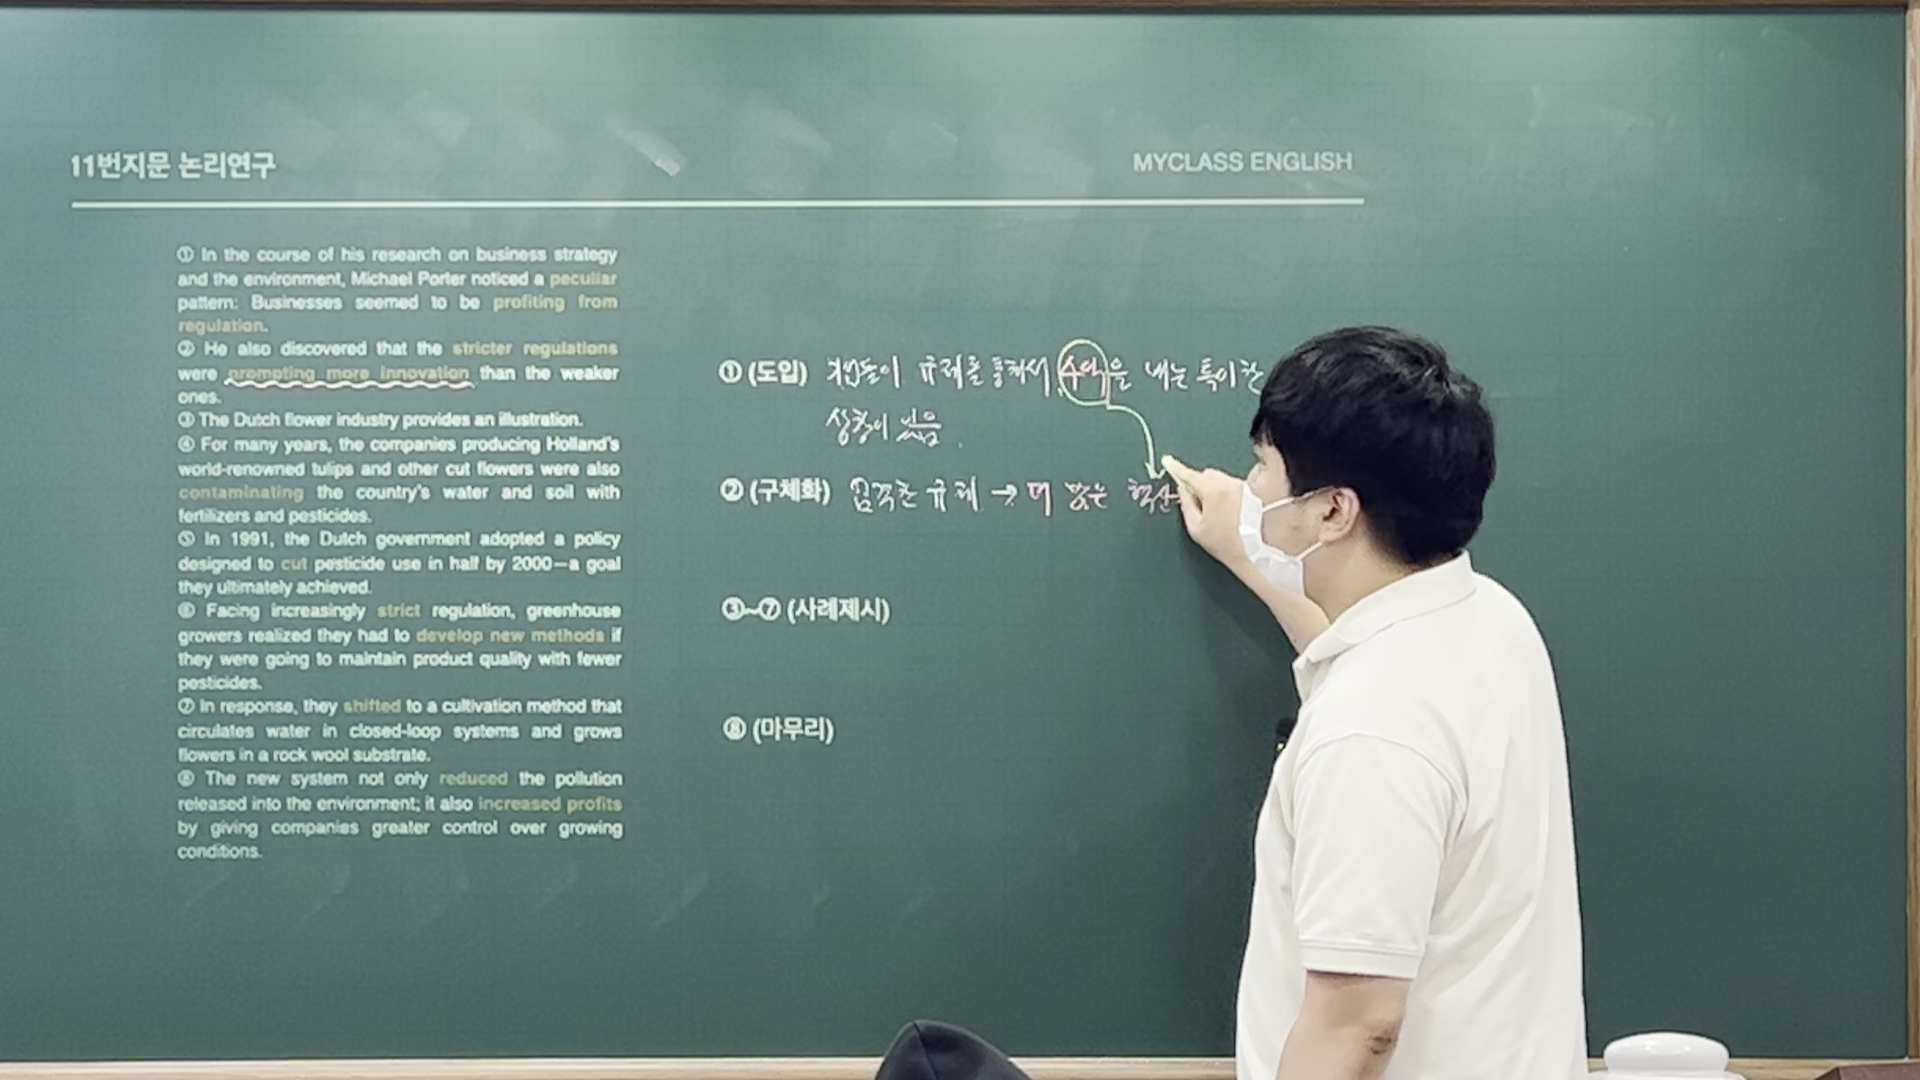 11번지문 논리연구
MYCLASS ENGLISH
① In the course of his research on business strategy
and the environment, Michael Porter noticed a peculiar
pattern: Businesses seemed to be profiting from
regulation.
② He also discovered that the stricter regulations
were prompting more innovation than the weaker
ones.
③ The Dutch flower industry provides an illustration.
④ For many years, the companies producing Holland's
world-renowned tulips and other cut flowers were also
contaminating the country's water and soil with
fertilizers and pesticides.
⑤ In 1991, the Dutch government adopted a policy
designed to cut pesticide use in half by 2000—a goal
they ultimately achieved.
⑥ Facing increasingly strict regulation, greenhouse
growers realized they had to develop new methods if
they were going to maintain product quality with fewer
pesticides.
⑦ In response, they shifted to a cultivation method that
circulates water in closed-loop systems and grows
flowers in a rock wool substrate.
⑧ The new system not only reduced the pollution
released into the environment; it also increased profits
by giving companies greater control over growing
conditions.
① (도입) 기업들이 규제를 통해서 수익을 내는 특이한
상황이 있음.
② (구체화) 엄격한 규제 → 더 많은 혁신
③~⑦ (사례제시)
⑧ (마무리)